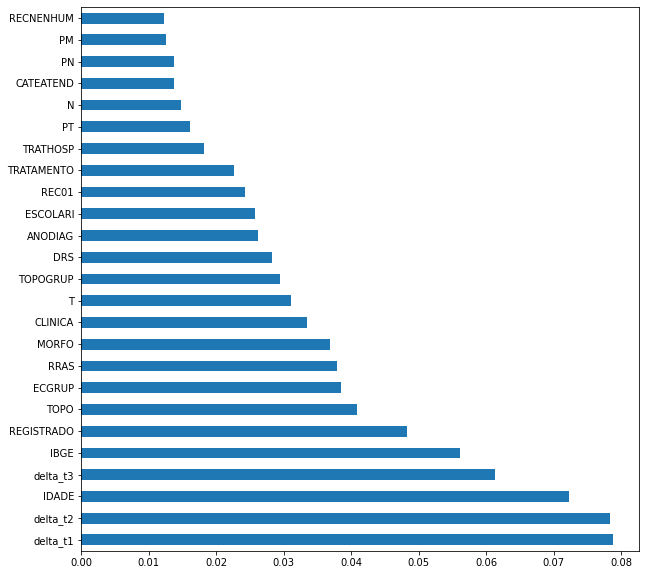 RECNENHUM
PM
PN
CATEATEND
N
PT
TRATHOSP
TRATAMENTO
REC01
ESCOLARI
ANODIAG
DRS
TOPOGRUP
T
CLINICA
MORFO
RRAS
ECGRUP
TOPO
REGISTRADO
IBGE
delta_t3
IDADE
delta_t2
delta_t1
0.00 0.01 0.02 0.03 0.04 0.05 0.06 0.07 0.08